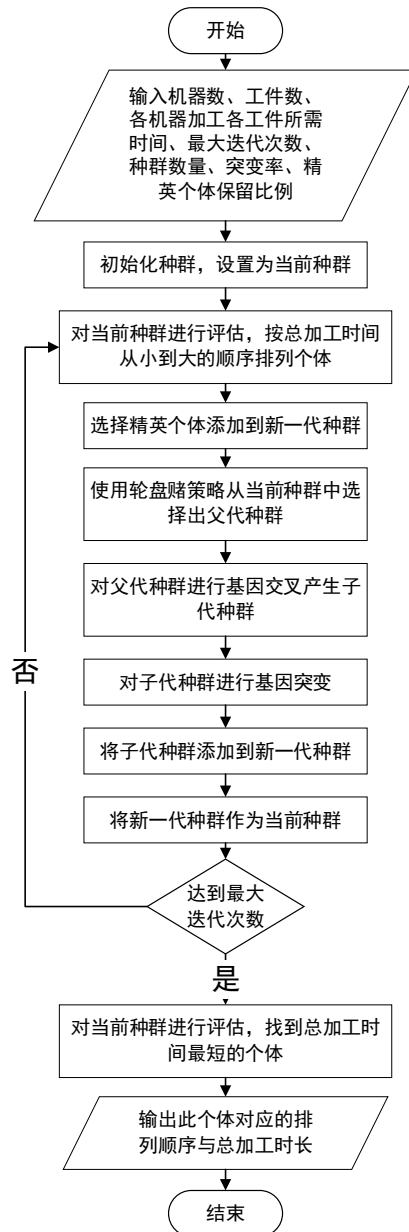 开始
输入机器数、工件数、
各机器加工各工件所需
时间、最大迭代次数、
种群数量、突变率、精
英个体保留比例
初始化种群，设置为当前种群
对当前种群进行评估，按总加工时间
从小到大的顺序排列个体
选择精英个体添加到新一代种群
使用轮盘赌策略从当前种群中选
择出父代种群
对父代种群进行基因交叉产生子
代种群
否
对子代种群进行基因突变
将子代种群添加到新一代种群
将新一代种群作为当前种群
达到最大
迭代次数
是
对当前种群进行评估，找到总加工时
间最短的个体
输出此个体对应的排
列顺序与总加工时长
结束